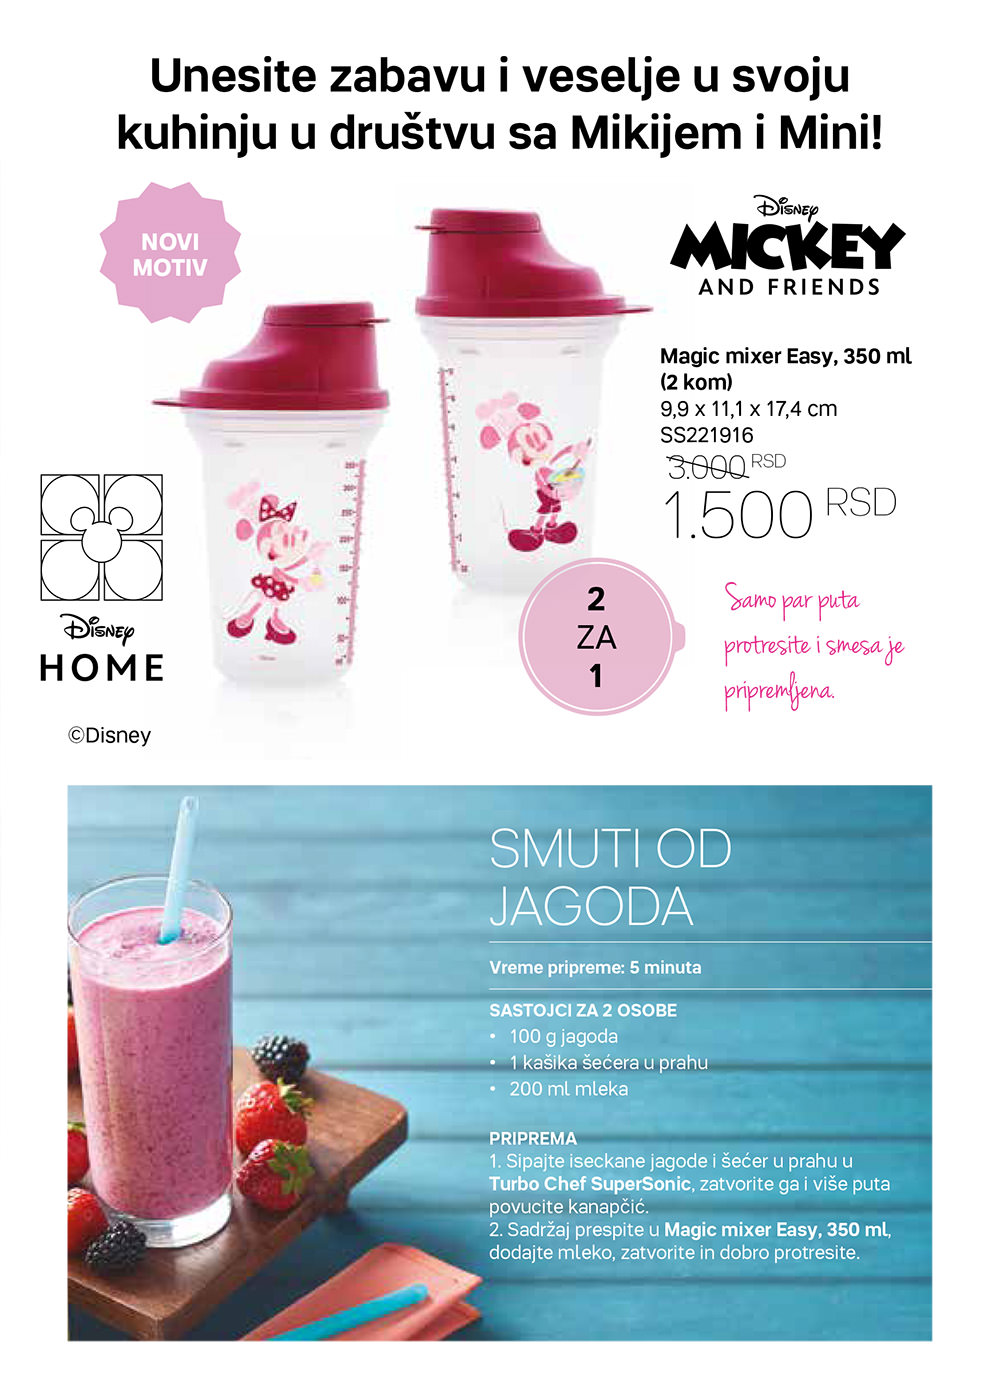 Unesite zabavu i veselje u svoju
kuhinju u društvu sa Mikijem i Mini!
NOVI
MOTIV
Disney
MICKEY
AND FRIENDS
Magic mixer Easy, 350 ml
(2 kom)
9,9 x 11,1 x 17,4 cm
SS221916
3.000 RSD
1.500 RSD
2
ZA
1
Samo par puta
protresite i smesa je
pripremljena.
Disney
HOME
©Disney
SMUTI OD
JAGODA
Vreme pripreme: 5 minuta
SASTOJCI ZA 2 OSOBE
• 100 g jagoda
• 1 kašika šećera u prahu
• 200 ml mleka
PRIPREMA
1. Sipajte iseckane jagode i šećer u prahu u
Turbo Chef SuperSonic, zatvorite ga i više puta
povucite kanapčić.
2. Sadržaj prespite u Magic mixer Easy, 350 ml,
dodajte mleko, zatvorite in dobro protresite.